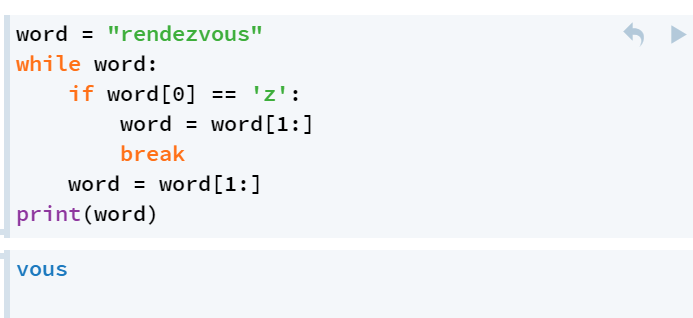 word = "rendezvous"
while word:
    if word[0] == 'z':
        word = word[1:]
        break
    word = word[1:]
print(word)
vous